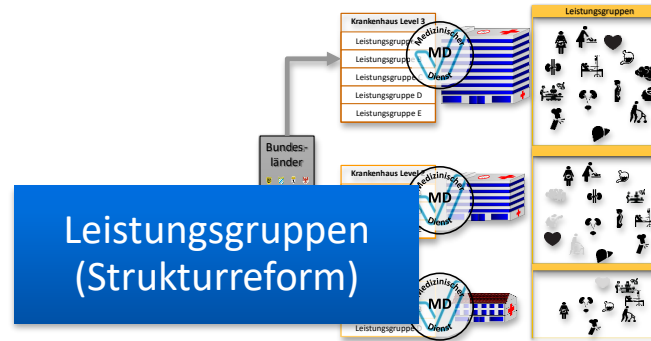 Krankenhaus Level 3
Leistungsgruppe
Leistungsgruppe
Leistungsgruppe
Leistungsgruppe D
Leistungsgruppe E
Medizinischer
MD
Dienst
Leistungsgruppen
Bundes-
länder
Krankenhaus Level
Medizinischer
MD
Dienst
Leistungsgruppen
(Strukturreform)
Medizinischer
MD
Dienst
Leistungsgruppe